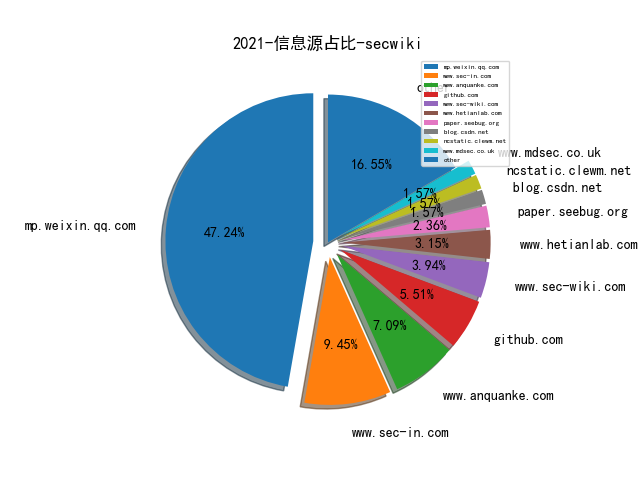 2021-信息源占比-secwiki
mp.weixin.qq.com
www.sec-in.com
www.anquanke.com
github.com
www.sec-wiki.com
www.hetianlab.com
paper.seebug.org
blog.csdn.net
ncstatic.clewm.net
www.mdsec.co.uk
other
other
16.55%
www.mdsec.co.uk
1.57%
ncstatic.clewm.net
1.57%
blog.csdn.net
1.57%
paper.seebug.org
2.36%
mp.weixin.qq.com
47.24%
3.15%
www.hetianlab.com
3.94%
www.sec-wiki.com
5.51%
github.com
7.09%
www.anquanke.com
9.45%
www.sec-in.com